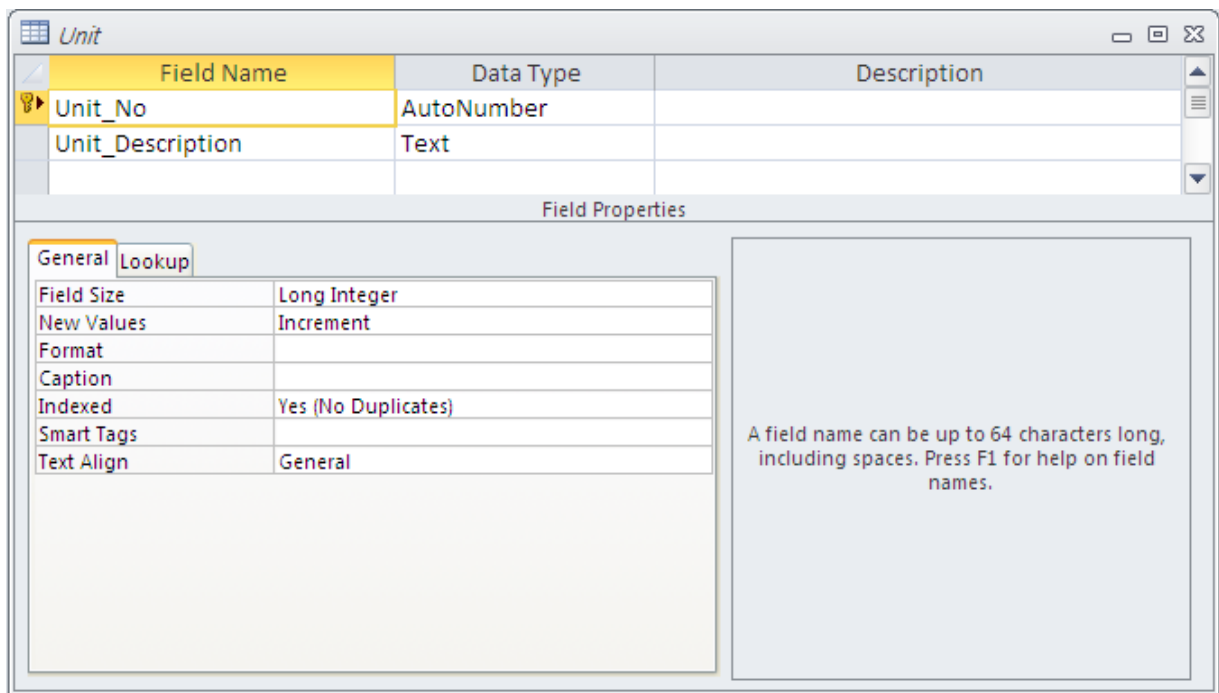 Unit
Field Name Data Type Description
Unit_No AutoNumber
Unit_Description Text
Field Properties
General Lookup
Field Size Long Integer
New Values Increment
Format
Caption
Indexed Yes (No Duplicates)
Smart Tags
Text Align General
A field name can be up to 64 characters long,
including spaces. Press F1 for help on field
names.